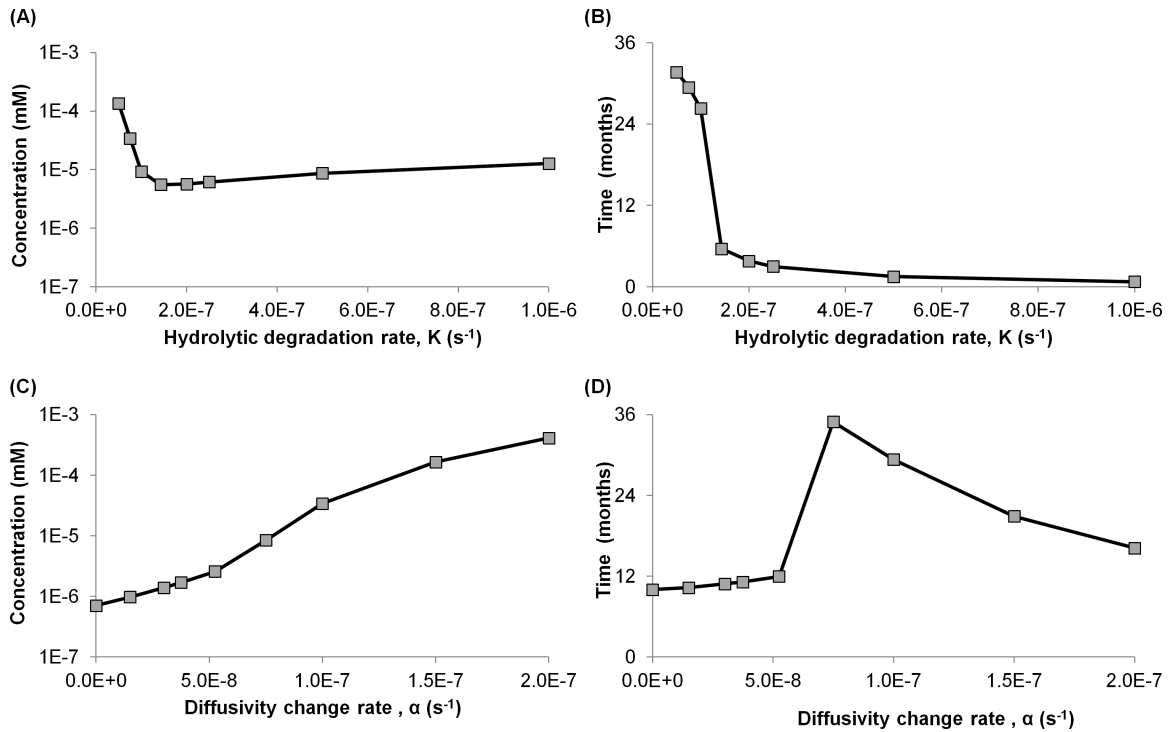 (A)
1E-3
1E-4
1E-5
1E-6
1E-7
Concentration (mM)
0.0E+0 2.0E-7 4.0E-7 6.0E-7 8.0E-7 1.0E-6
Hydrolytic degradation rate, K (s-1)
(B)
36
24
12
0
Time (months)
0.0E+0 2.0E-7 4.0E-7 6.0E-7 8.0E-7 1.0E-6
Hydrolytic degradation rate, K (s-1)
(C)
1E-3
1E-4
1E-5
1E-6
1E-7
Concentration (mM)
0.0E+0 5.0E-8 1.0E-7 1.5E-7 2.0E-7
Diffusivity change rate , α (s-1)
(D)
36
24
12
0
Time (months)
0.0E+0 5.0E-8 1.0E-7 1.5E-7 2.0E-7
Diffusivity change rate , α (s-1)